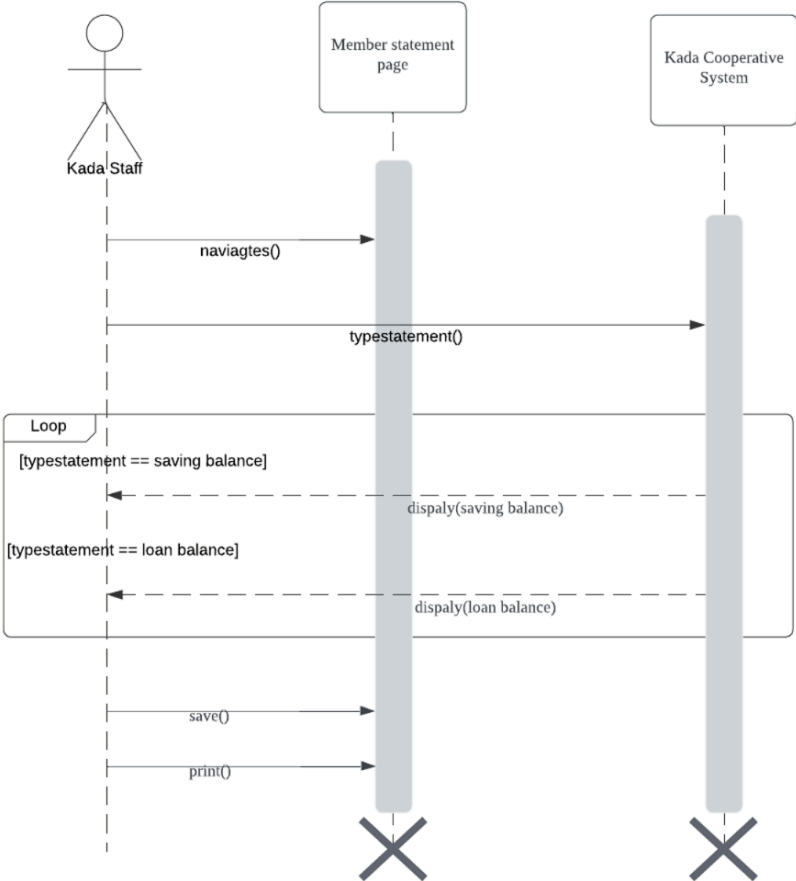 Member statement
page
Kada Cooperative
System
Kada Staff
naviagtes()
typestatement()
Loop
[typestatement == saving balance]
dispaly(saving balance)
[typestatement == loan balance]
dispaly(loan balance)
save()
print()